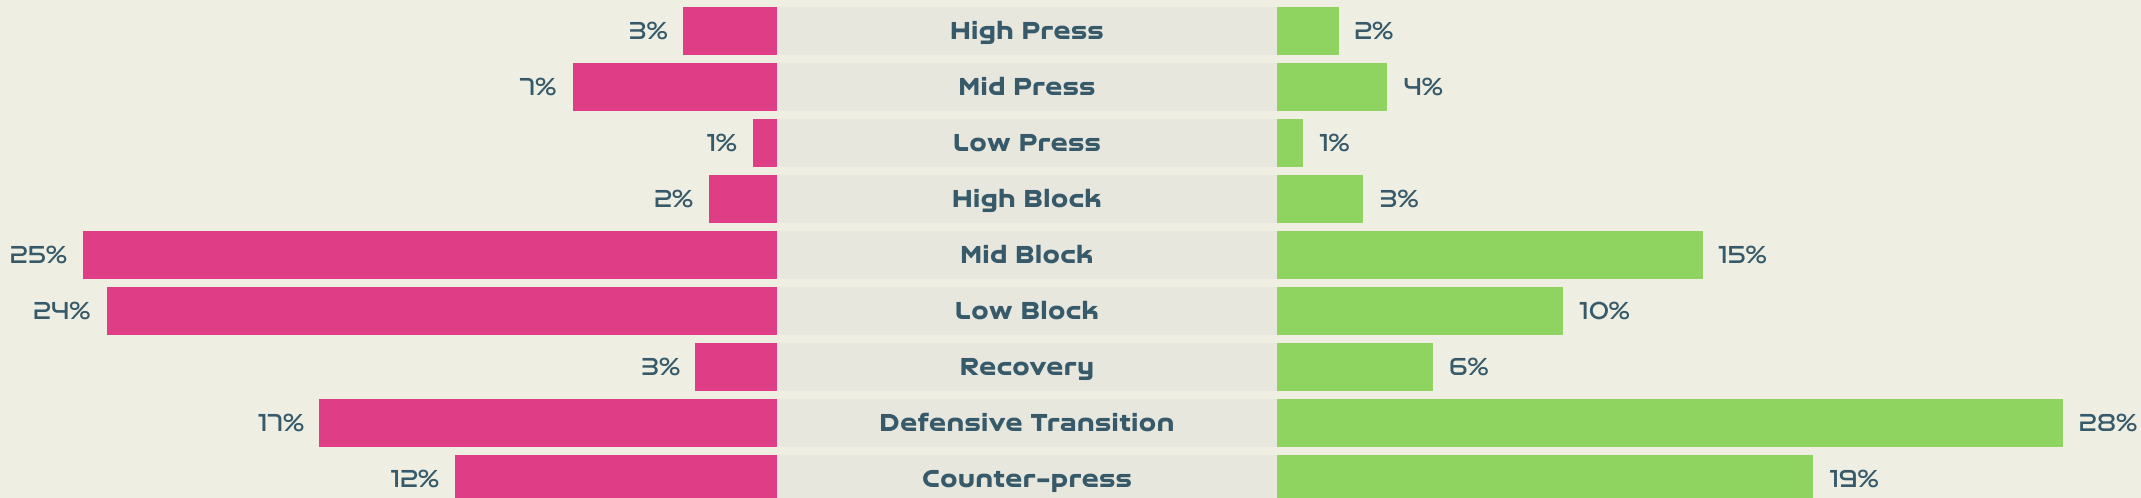 3% High Press 2%
7% Mid Press 4%
1% Low Press 1%
2% High Block 3%
25% Mid Block 15%
24% Low Block 10%
3% Recovery 6%
17% Defensive Transition 28%
12% Counter-press 19%